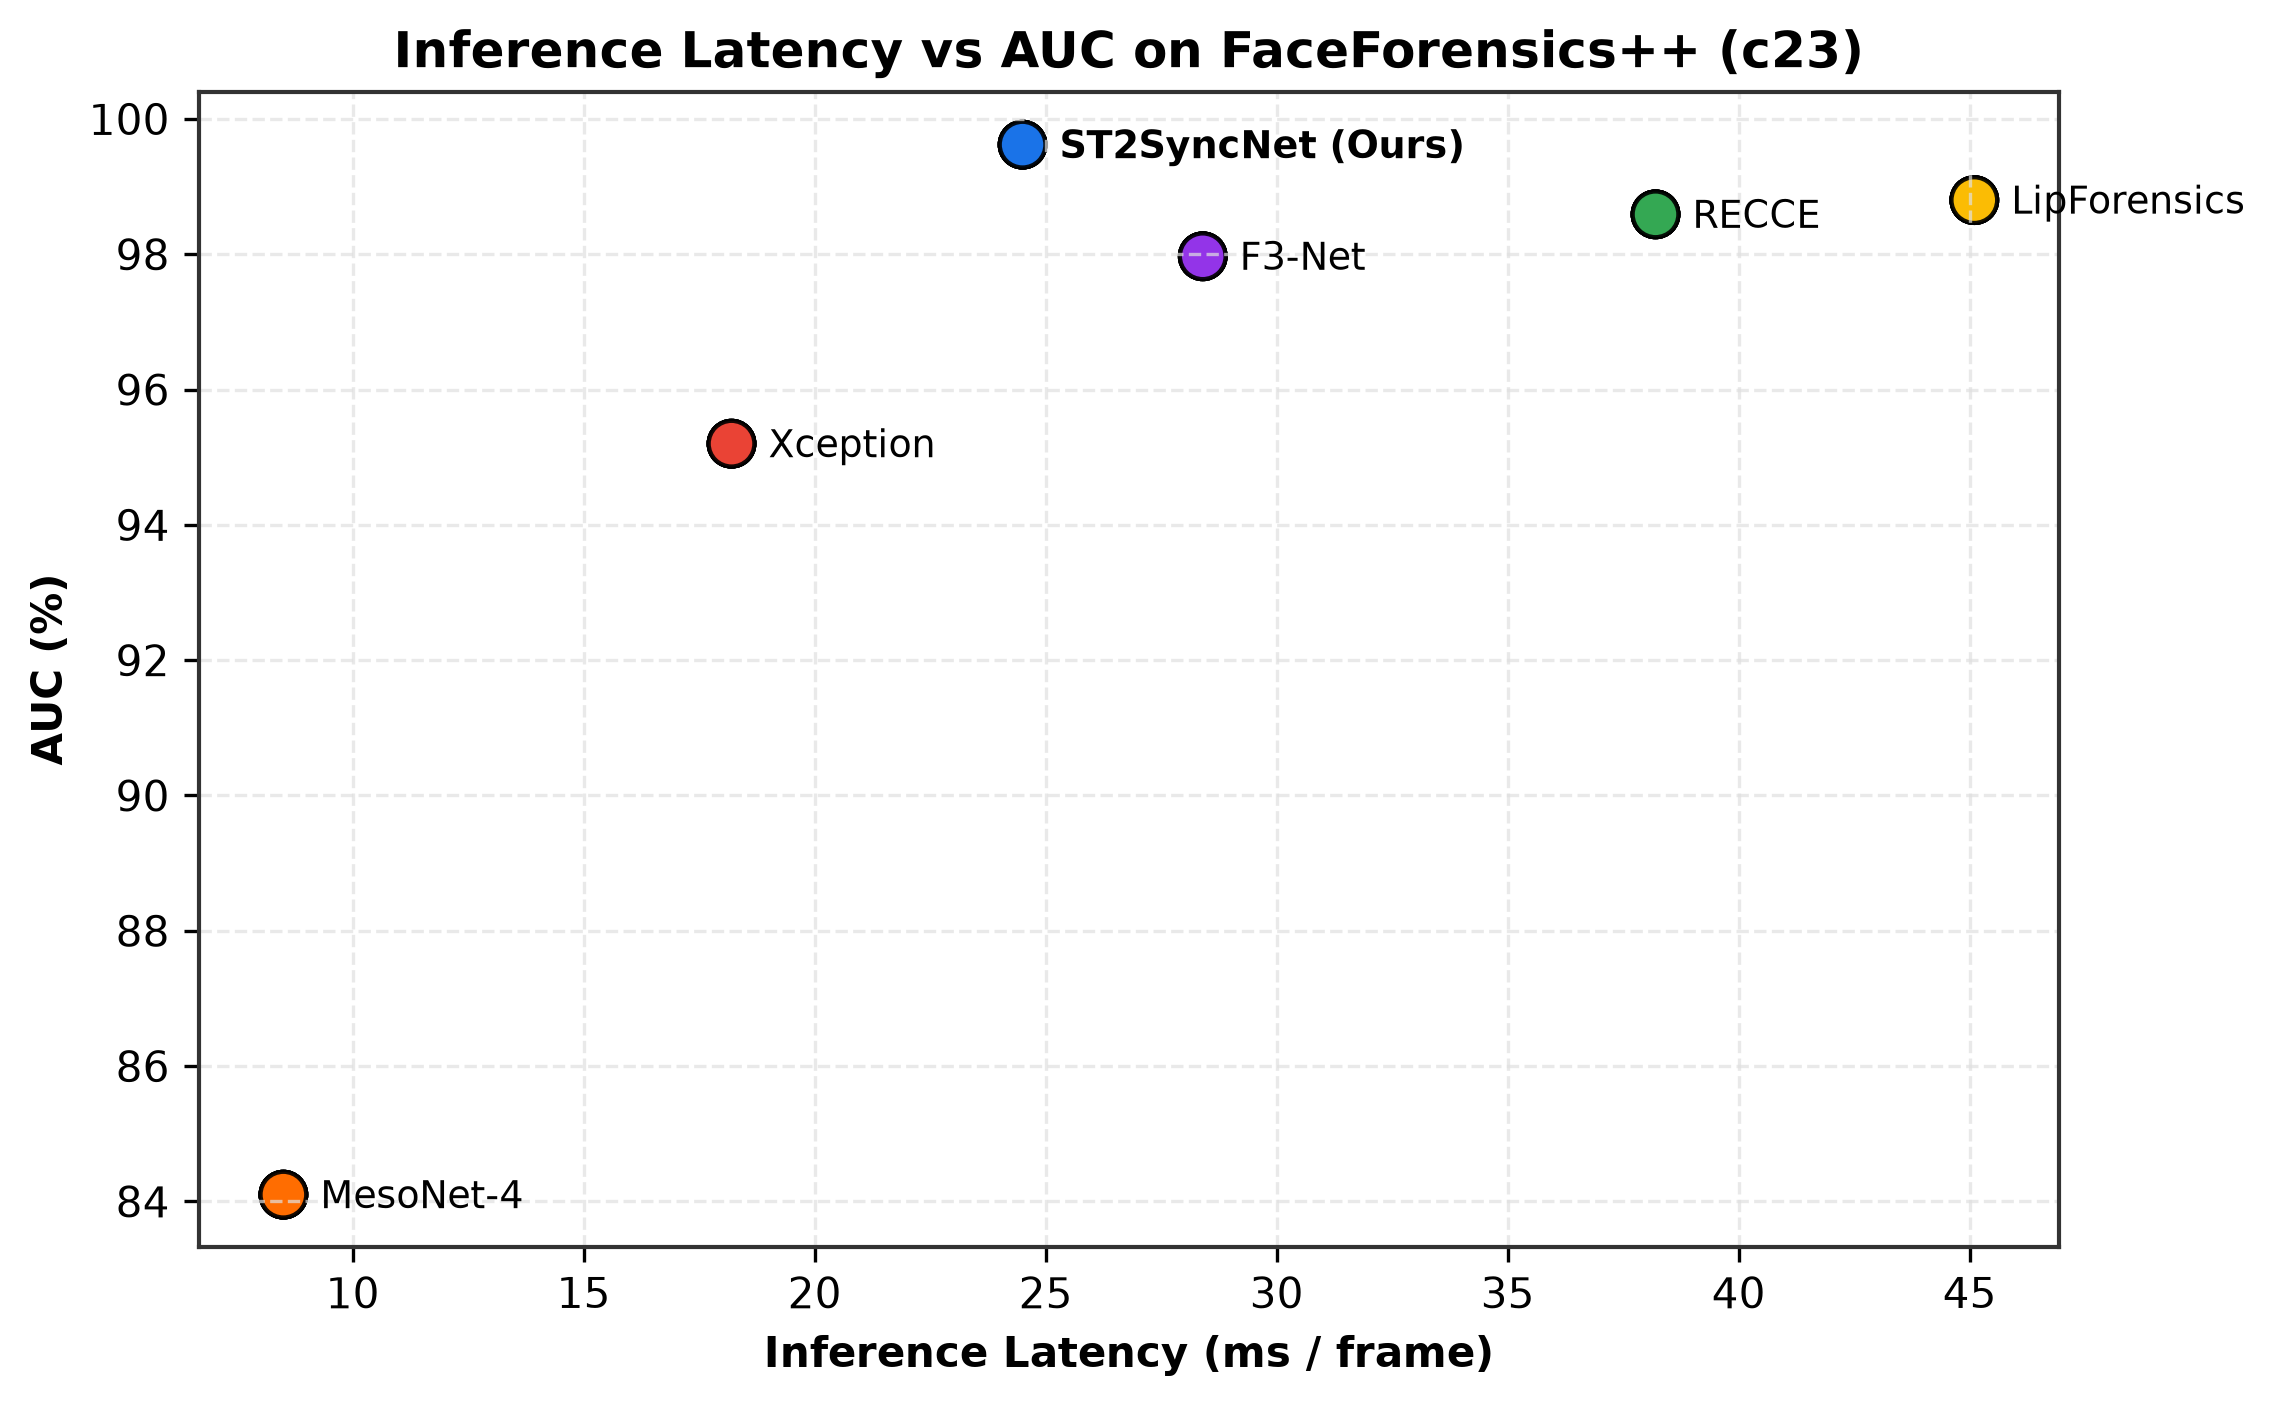 Inference Latency vs AUC on FaceForensics++ (c23)
100
98
96
94
92
90
88
86
84
AUC (%)
ST2SyncNet (Ours)
LipForensics
RECCE
F3-Net
Xception
MesoNet-4
10 15 20 25 30 35 40 45
Inference Latency (ms / frame)